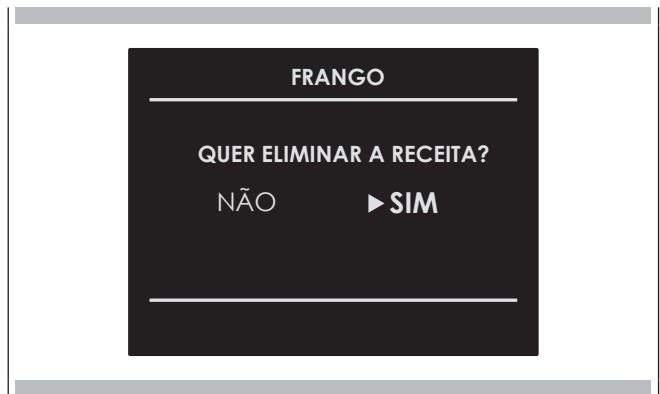 FRANGO
QUER ELIMINAR A RECEITA?
NÃO ▶SIM